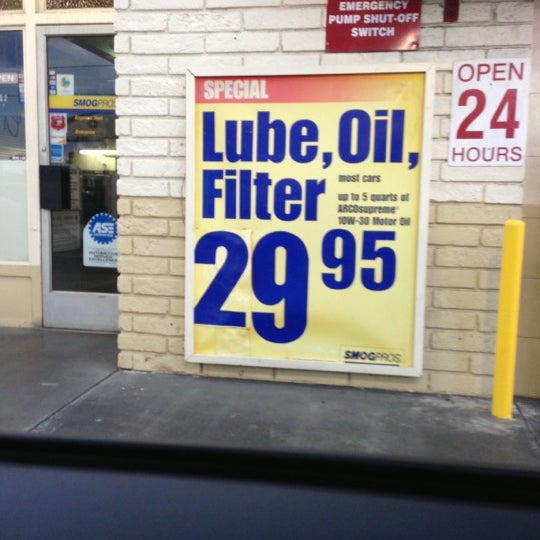 EMERGENCY
PUMP SHUT-OFF
SWITCH
OPEN
24
HOURS
SPECIAL
Lube, Oil,
Filter
most cars
up to 5 quarts of
ARCOsupreme
10W-30 Motor Oil
29 95
SMOGPROS
SMOGPROS
Entrance
ASE